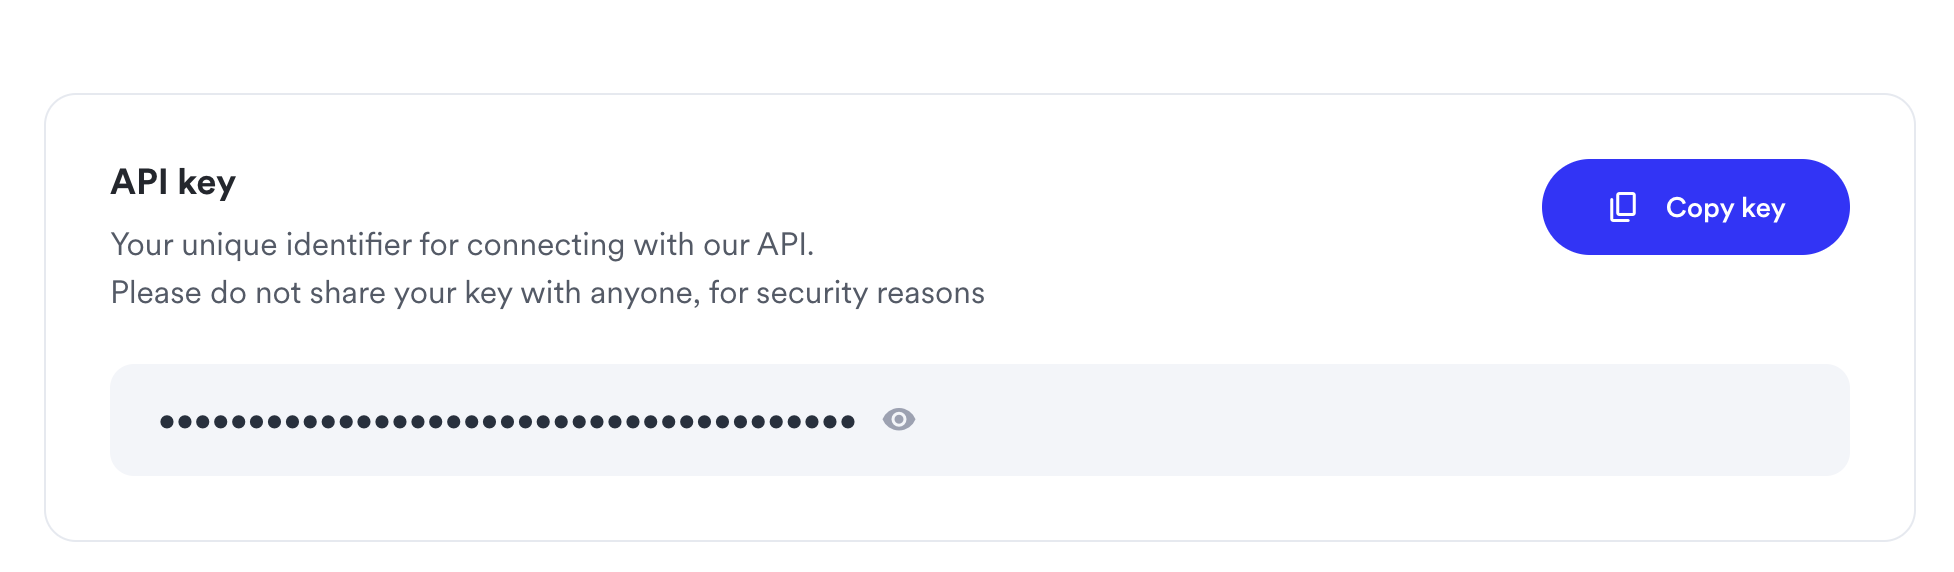 API key
Copy key
Your unique identifier for connecting with our API.
Please do not share your key with anyone, for security reasons
•••••••••••••••••••••••••••••••••••••••